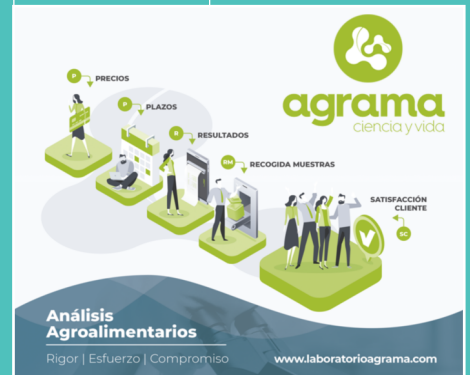 agrama
ciencia y vida
P
PRECIOS
P
PLAZOS
R
RESULTADOS
RM
RECOGIDA MUESTRAS
SATISFACCIÓN
CLIENTE
SC
Análisis
Agroalimentarios
Rigor | Esfuerzo | Compromiso
www.laboratorioagrama.com